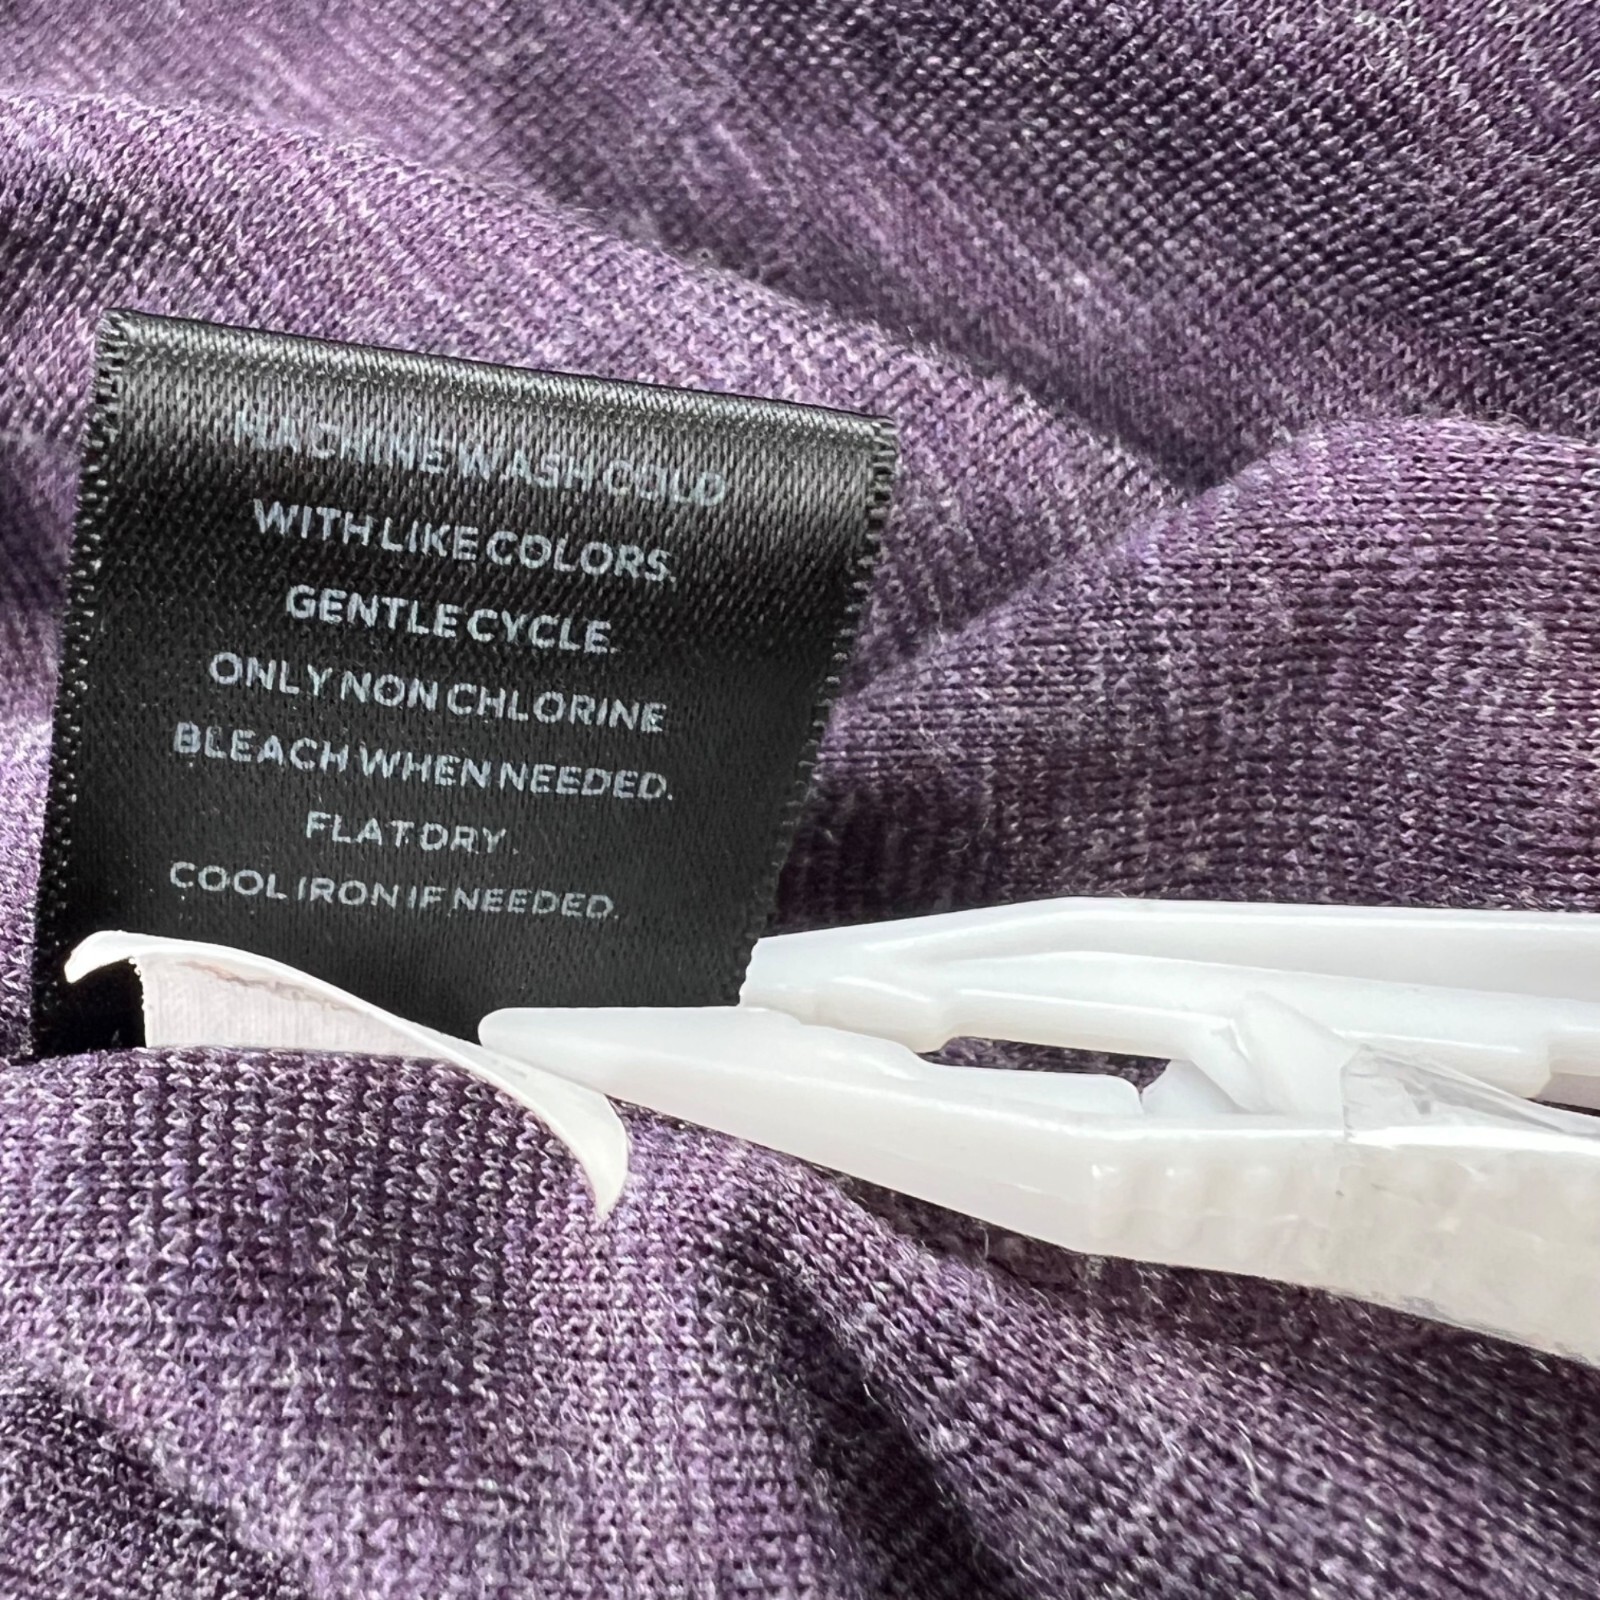 MACHINE WASH COLD
WITH LIKE COLORS.
GENTLE CYCLE.
ONLY NON CHLORINE
BLEACH WHEN NEEDED.
FLAT DRY.
COOL IRON IF NEEDED.